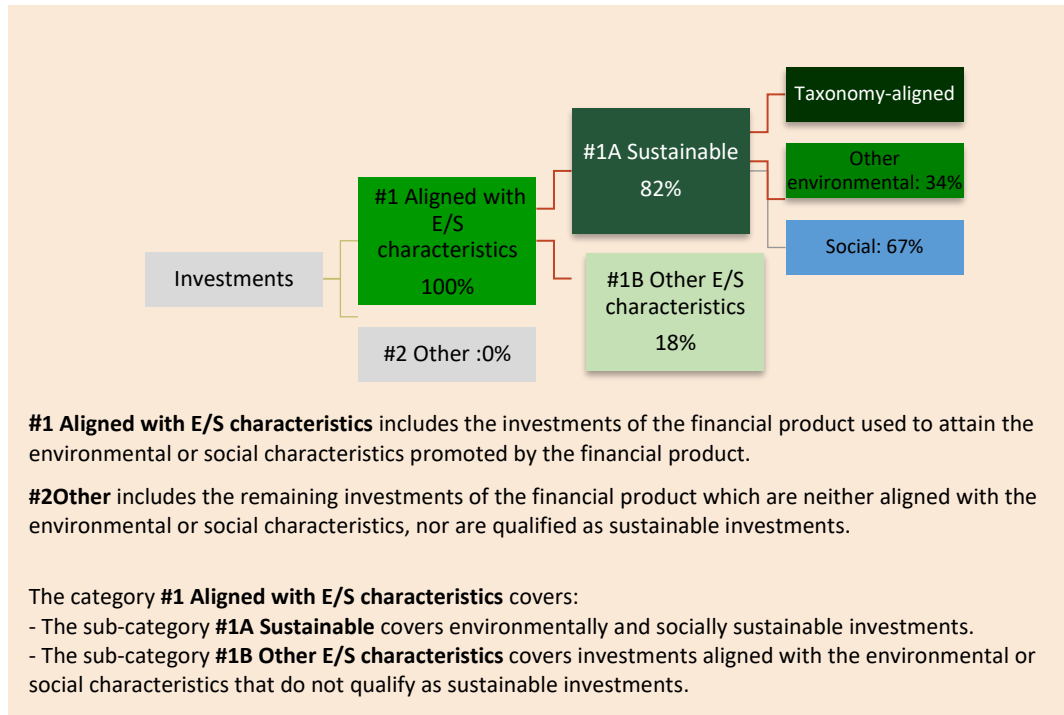 Investments
#1 Aligned with
E/S
characteristics
100%
#2 Other :0%
#1A Sustainable
82%
#1B Other E/S
characteristics
18%
Taxonomy-aligned
Other
environmental: 34%
Social: 67%
#1 Aligned with E/S characteristics includes the investments of the financial product used to attain the
environmental or social characteristics promoted by the financial product.
#2Other includes the remaining investments of the financial product which are neither aligned with the
environmental or social characteristics, nor are qualified as sustainable investments.
The category #1 Aligned with E/S characteristics covers:
- The sub-category #1A Sustainable covers environmentally and socially sustainable investments.
- The sub-category #1B Other E/S characteristics covers investments aligned with the environmental or
social characteristics that do not qualify as sustainable investments.